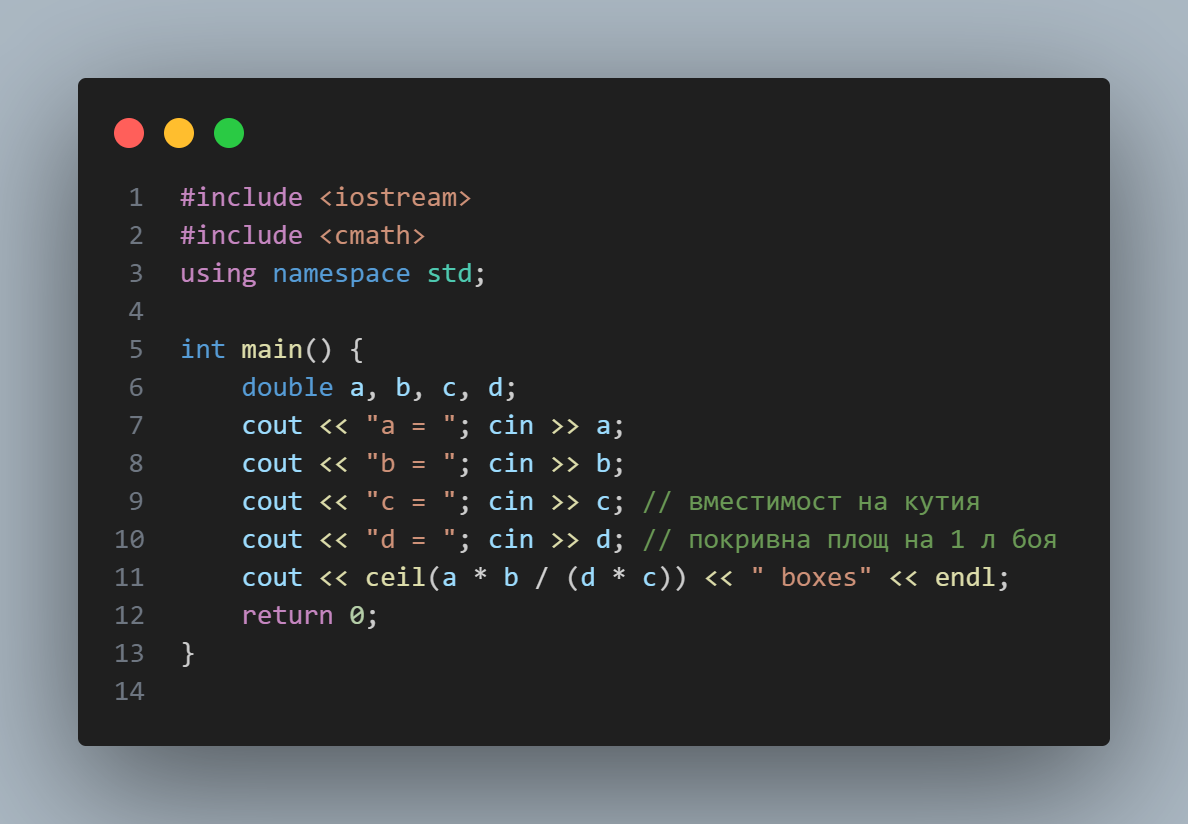 1 #include <iostream>
2 #include <cmath>
3 using namespace std;
4
5 int main() {
6     double a, b, c, d;
7     cout << "a = "; cin >> a;
8     cout << "b = "; cin >> b;
9     cout << "c = "; cin >> c; // вместимост на кутия
10     cout << "d = "; cin >> d; // покривна площ на 1 л боя
11     cout << ceil(a * b / (d * c)) << " boxes" << endl;
12     return 0;
13 }
14